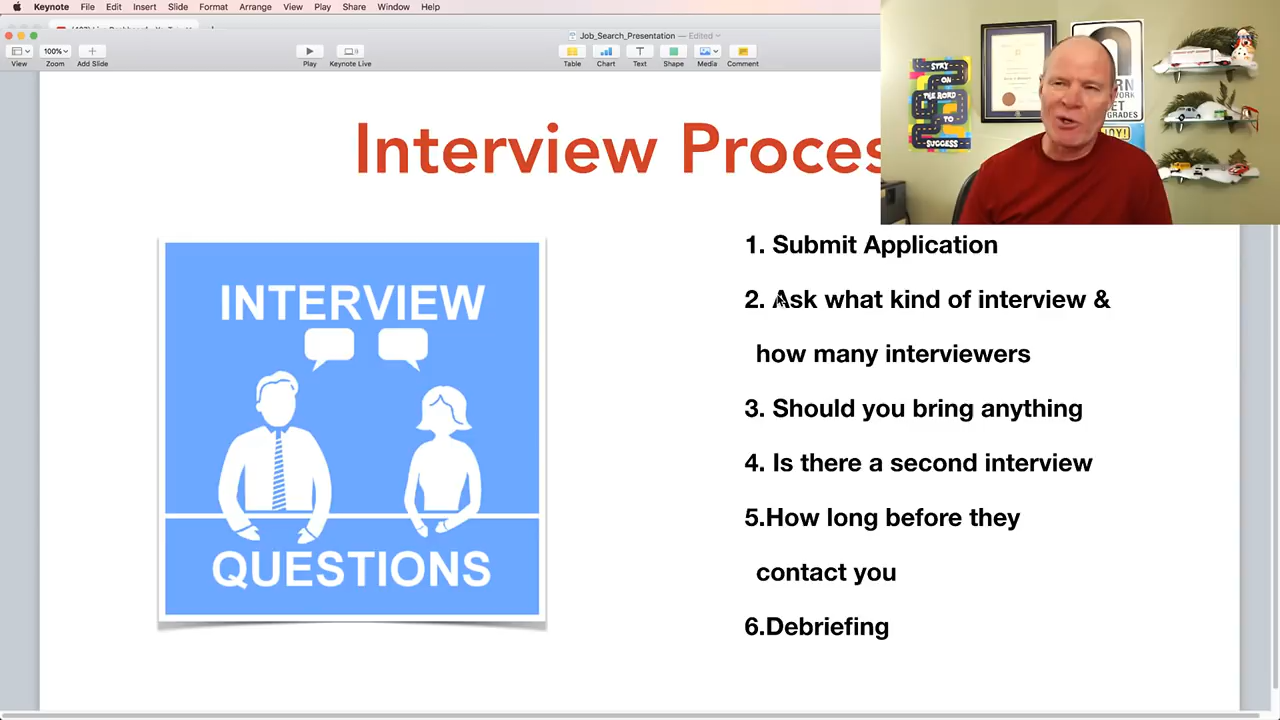 Keynote File Edit Insert Slide Format Arrange View Play Share Window Help
Job_Search_Presentation — Edited
100%
View Zoom Add Slide Play Keynote Live Table Chart Text Shape Media Comment
STAY
ON
THE ROAD
TO
SUCCESS
JOY!
Interview Proces
INTERVIEW
QUESTIONS
1. Submit Application
2. Ask what kind of interview &
how many interviewers
3. Should you bring anything
4. Is there a second interview
5.How long before they
contact you
6.Debriefing